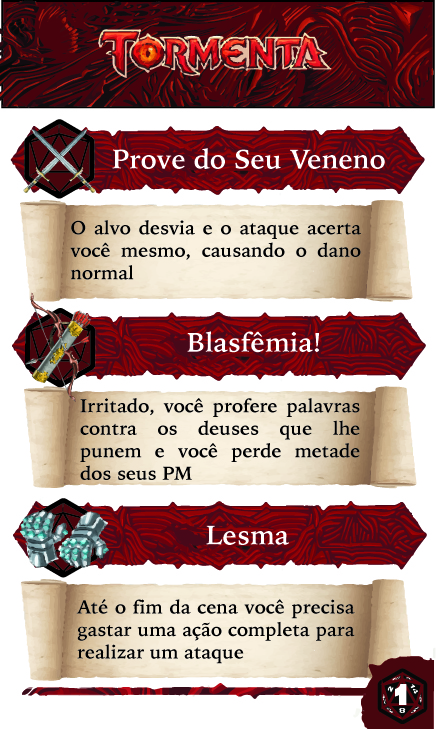 TORMENTA
Prove do Seu Veneno
O alvo desvia e o ataque acerta
você mesmo, causando o dano
normal
Blasfêmia!
Irritado, você profere palavras
contra os deuses que lhe
punem e você perde metade
dos seus PM
Lesma
Até o fim da cena você precisa
gastar uma ação completa para
realizar um ataque
1